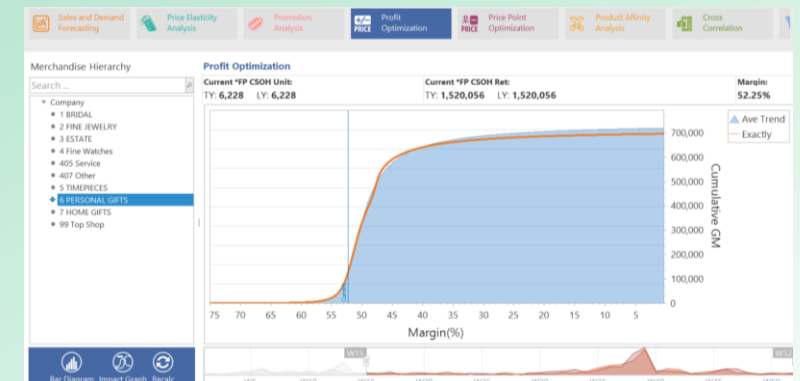 Sales and Demand
Forecasting
Price Elasticity
Analysis
Promotion
Analysis
PRICE
Profit
Optimization
PRICE
Price Point
Optimization
Product Affinity
Analysis
Cross
Correlation
Merchandise Hierarchy
Search ...
Company
1 BRIDAL
2 FINE JEWELRY
3 ESTATE
4 Fine Watches
405 Service
407 Other
5 TIMEPIECES
6 PERSONAL GIFTS
7 HOME GIFTS
99 Top Shop
Bar Diagram Impact Graph Recalc
Profit Optimization
Current *FP CSOH Unit:
TY: 6,228 LY: 6,228
Current *FP CSOH Ret:
TY: 1,520,056 LY: 1,520,056
Margin:
52.25%
Ave Trend
Exactly
700,000
600,000
500,000
400,000
300,000
200,000
100,000
0
Cumulative GM
75 70 65 60 55 50 45 40 35 30 25 20 15 10 5
Margin(%)
W15
W52